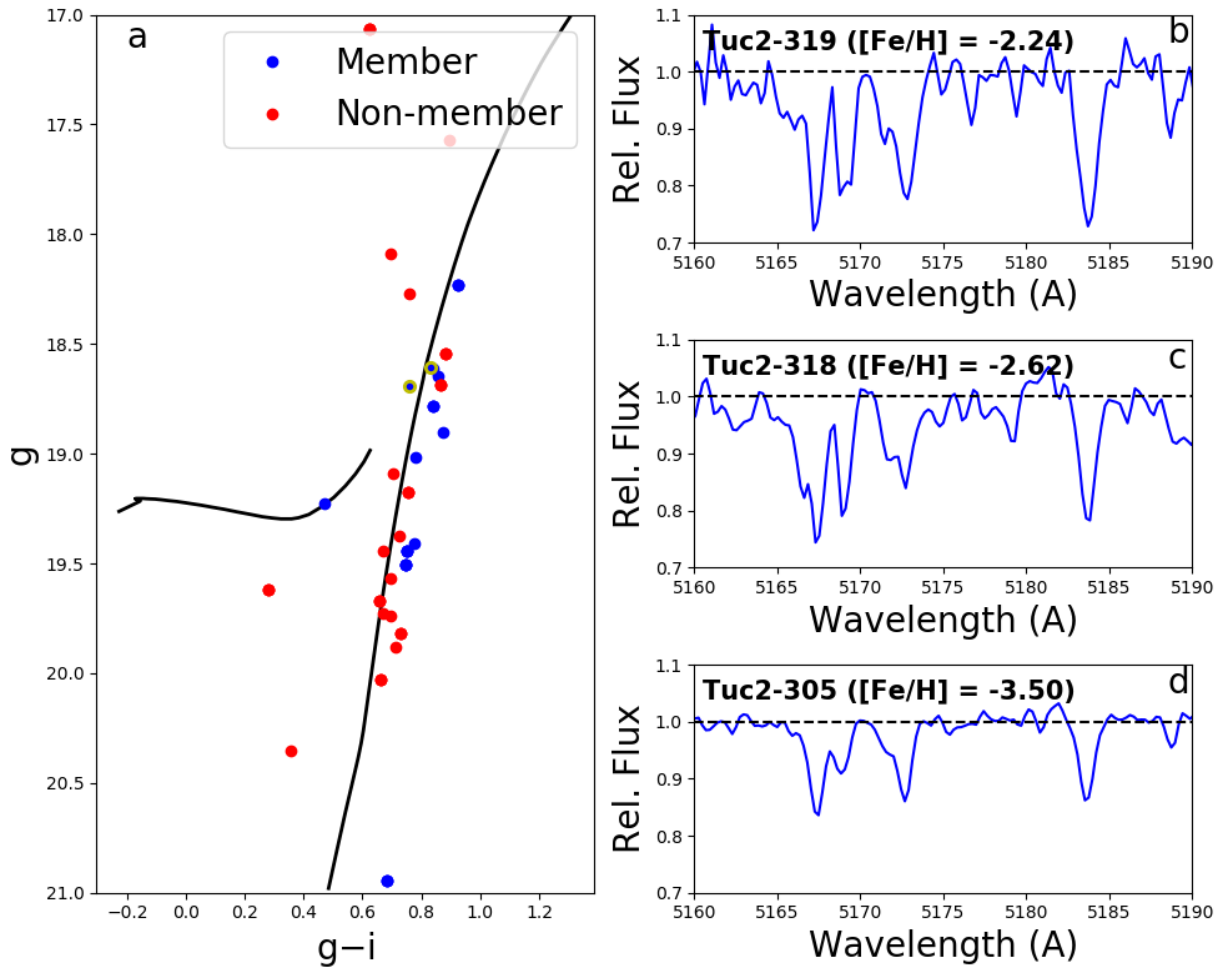 a
Member
Non-member
17.0
17.5
18.0
18.5
19.0
19.5
20.0
20.5
21.0
g
−0.2 0.0 0.2 0.4 0.6 0.8 1.0 1.2
g−i
b
Tuc2-319 ([Fe/H] = -2.24)
1.1
1.0
0.9
0.8
0.7
Rel. Flux
5160 5165 5170 5175 5180 5185 5190
Wavelength (A)
c
Tuc2-318 ([Fe/H] = -2.62)
1.1
1.0
0.9
0.8
0.7
Rel. Flux
5160 5165 5170 5175 5180 5185 5190
Wavelength (A)
d
Tuc2-305 ([Fe/H] = -3.50)
1.1
1.0
0.9
0.8
0.7
Rel. Flux
5160 5165 5170 5175 5180 5185 5190
Wavelength (A)